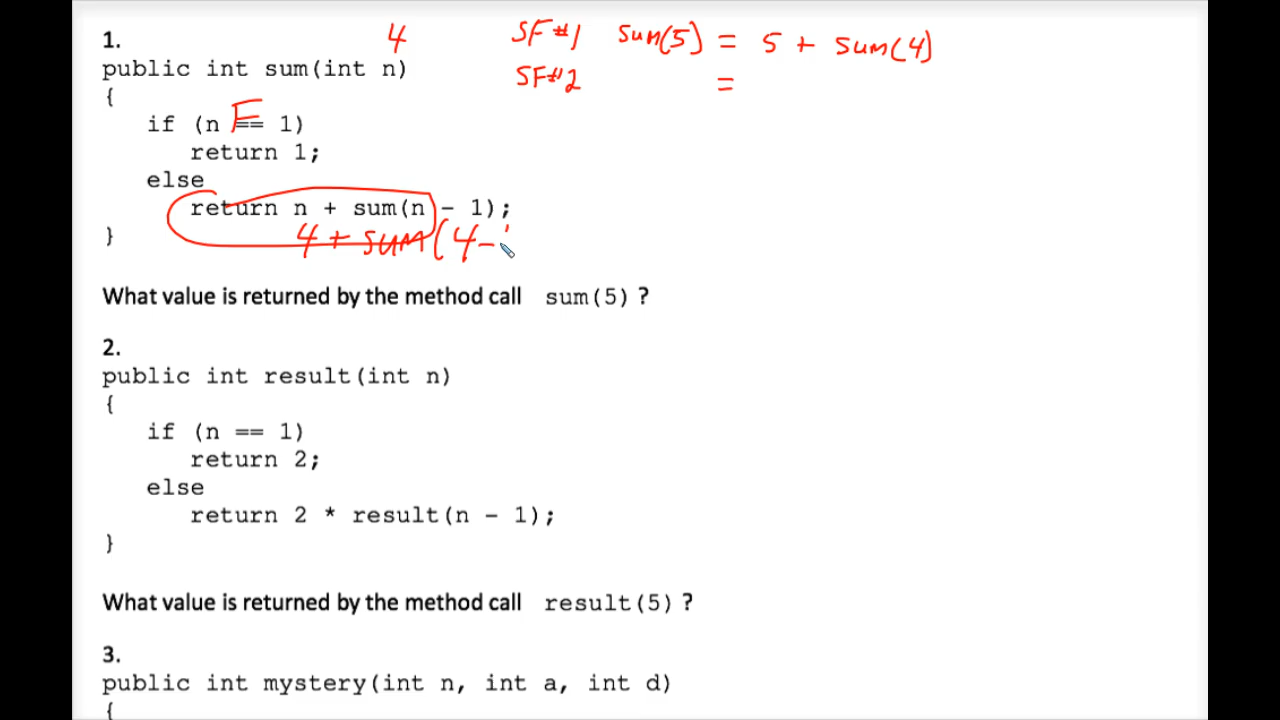 1.
4 SF#1 sum(5) = 5 + sum(4)
public int sum(int n)
SF#2 =
{
if (n == 1)
F
return 1;
else
return n + sum(n - 1);
4 + sum(4-
}
What value is returned by the method call sum(5) ?
2.
public int result(int n)
{
if (n == 1)
return 2;
else
return 2 * result(n - 1);
}
What value is returned by the method call result(5) ?
3.
public int mystery(int n, int a, int d)
{